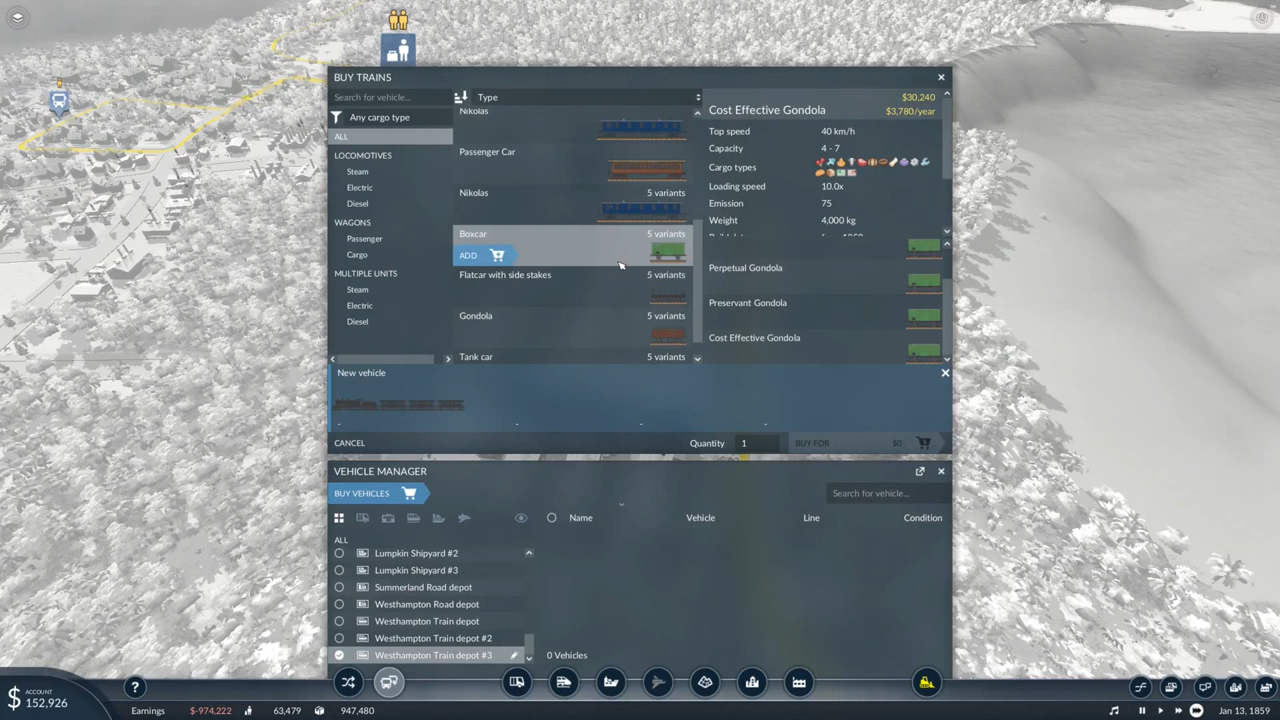 BUY TRAINS
Search for vehicle...
Type
Any cargo type
ALL
LOCOMOTIVES
Steam
Electric
Diesel
WAGONS
Passenger
Cargo
MULTIPLE UNITS
Steam
Electric
Diesel
Nikolas
Passenger Car
Nikolas 5 variants
Boxcar 5 variants
ADD
Flatcar with side stakes 5 variants
Gondola 5 variants
Tank car 5 variants
$30,240
Cost Effective Gondola
$3,780/year
Top speed 40 km/h
Capacity 4 - 7
Cargo types
Loading speed 10.0x
Emission 75
Weight 4,000 kg
Perpetual Gondola
Preservant Gondola
Cost Effective Gondola
New vehicle
- - - -
CANCEL
Quantity 1
BUY FOR $0
VEHICLE MANAGER
BUY VEHICLES
Search for vehicle...
Name Vehicle Line Condition
ALL
Lumpkin Shipyard #2
Lumpkin Shipyard #3
Summerland Road depot
Westhampton Road depot
Westhampton Train depot
Westhampton Train depot #2
Westhampton Train depot #3
0 Vehicles
ACCOUNT
$ 152,926
?
Earnings $-974,222 63,479 947,480
Jan 13, 1859